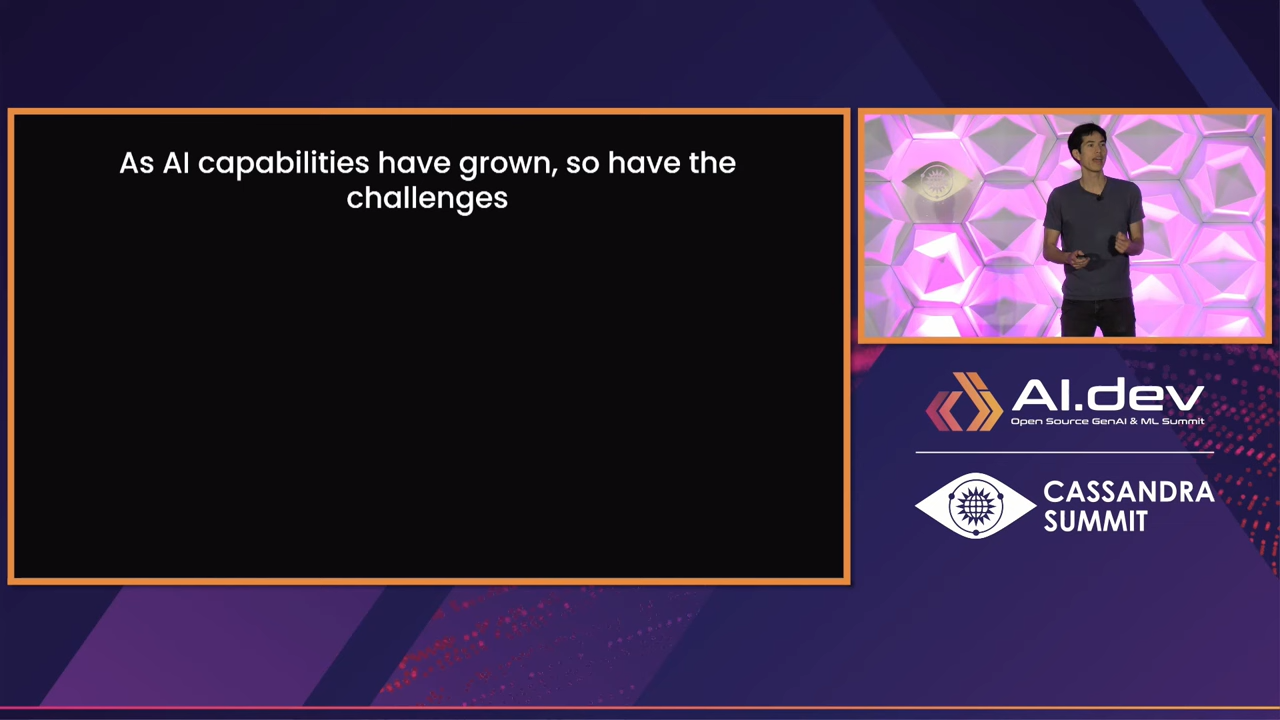 As AI capabilities have grown, so have the
challenges
AI.dev
Open Source GenAI & ML Summit
CASSANDRA
SUMMIT